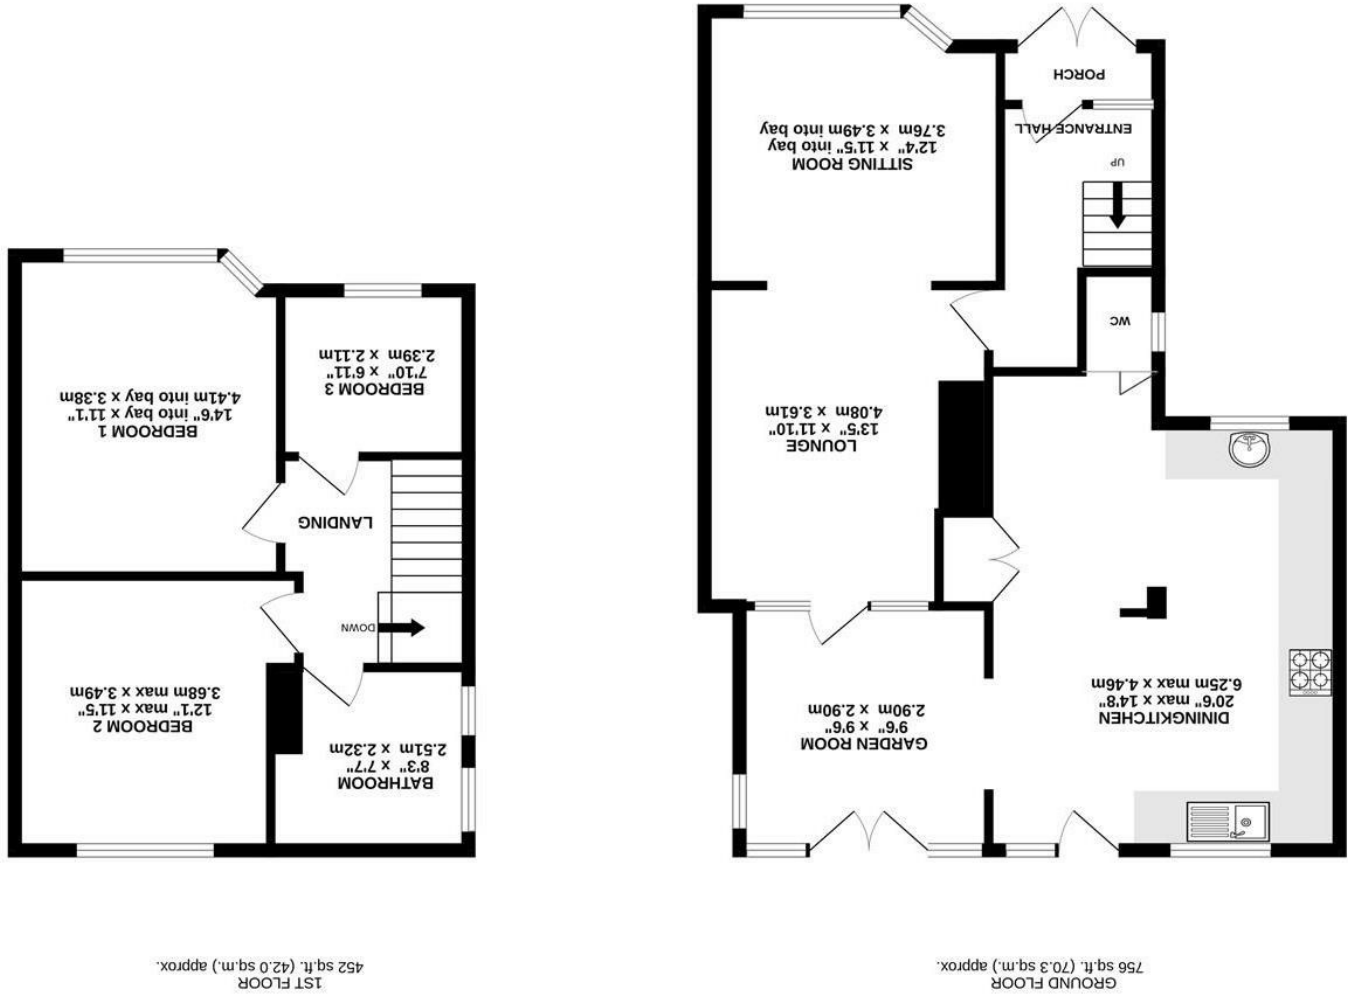 GROUND FLOOR
756 sq.ft. (70.3 sq.m.) approx.
1ST FLOOR
452 sq.ft. (42.0 sq.m.) approx.
DININGKITCHEN
20'6" max x 14'8"
6.25m max x 4.46m
GARDEN ROOM
9'6" x 9'6"
2.90m x 2.90m
LOUNGE
13'5" x 11'10"
4.08m x 3.61m
WC
UP
ENTRANCE HALL
SITTING ROOM
12'4" x 11'5" into bay
3.76m x 3.49m into bay
PORCH
BATHROOM
8'3" x 7'7"
2.51m x 2.32m
BEDROOM 2
12'1" max x 11'5"
3.68m max x 3.49m
DOWN
LANDING
BEDROOM 1
14'6" into bay x 11'1"
4.41m into bay x 3.38m
BEDROOM 3
7'10" x 6'11"
2.39m x 2.11m